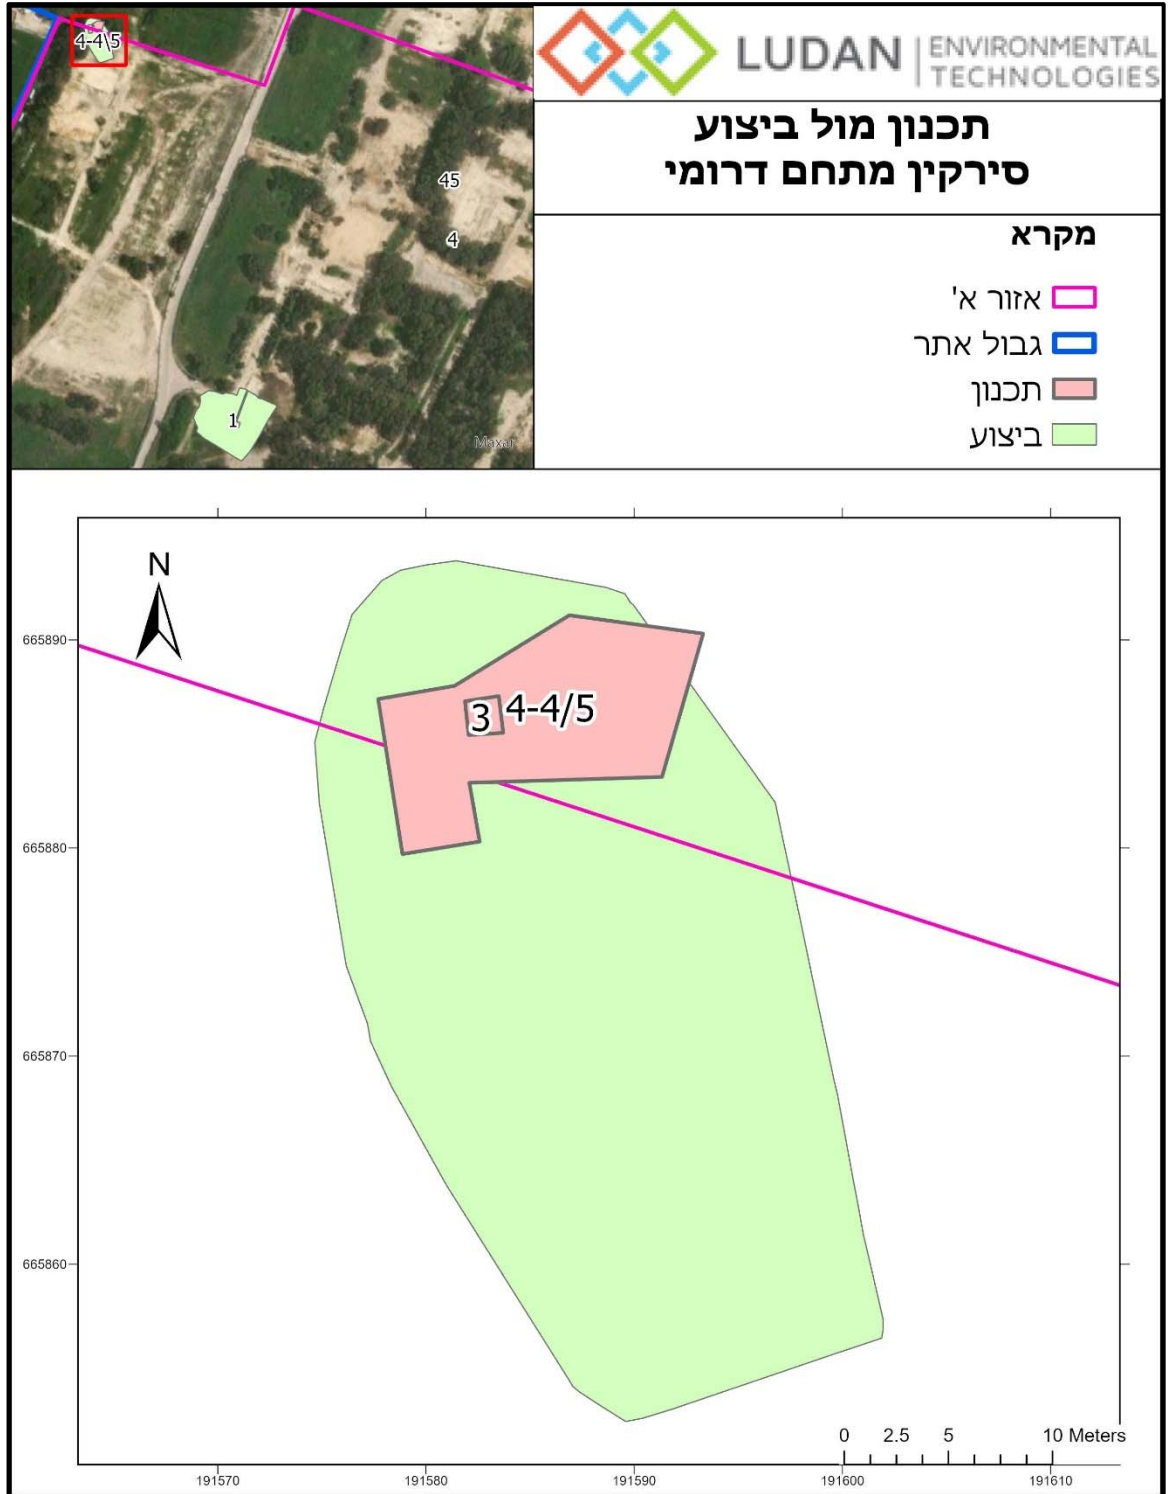 LUDAN
ENVIRONMENTAL
TECHNOLOGIES
תכנון מול ביצוע
סירקין מתחם דרומי
מקרא
אזור א'
גבול אתר
תכנון
ביצוע
4-4\5
45
4
1
Maxar
N
3
4-4/5
665890
665880
665870
665860
0 2.5 5 10 Meters
191570 191580 191590 191600 191610